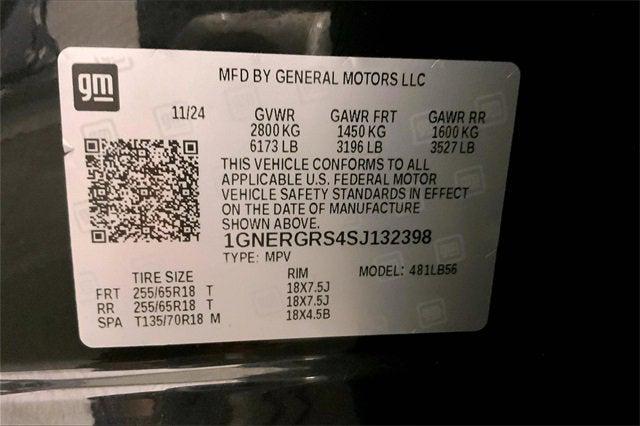 gm
MFD BY GENERAL MOTORS LLC
11/24 GVWR GAWR FRT GAWR RR
2800 KG 1450 KG 1600 KG
6173 LB 3196 LB 3527 LB
THIS VEHICLE CONFORMS TO ALL
APPLICABLE U.S. FEDERAL MOTOR
VEHICLE SAFETY STANDARDS IN EFFECT
ON THE DATE OF MANUFACTURE
SHOWN ABOVE.
1GNERGRS4SJ132398
TYPE: MPV MODEL: 481LB56
TIRE SIZE RIM
FRT 255/65R18 T 18X7.5J
RR 255/65R18 T 18X7.5J
SPA T135/70R18 M 18X4.5B